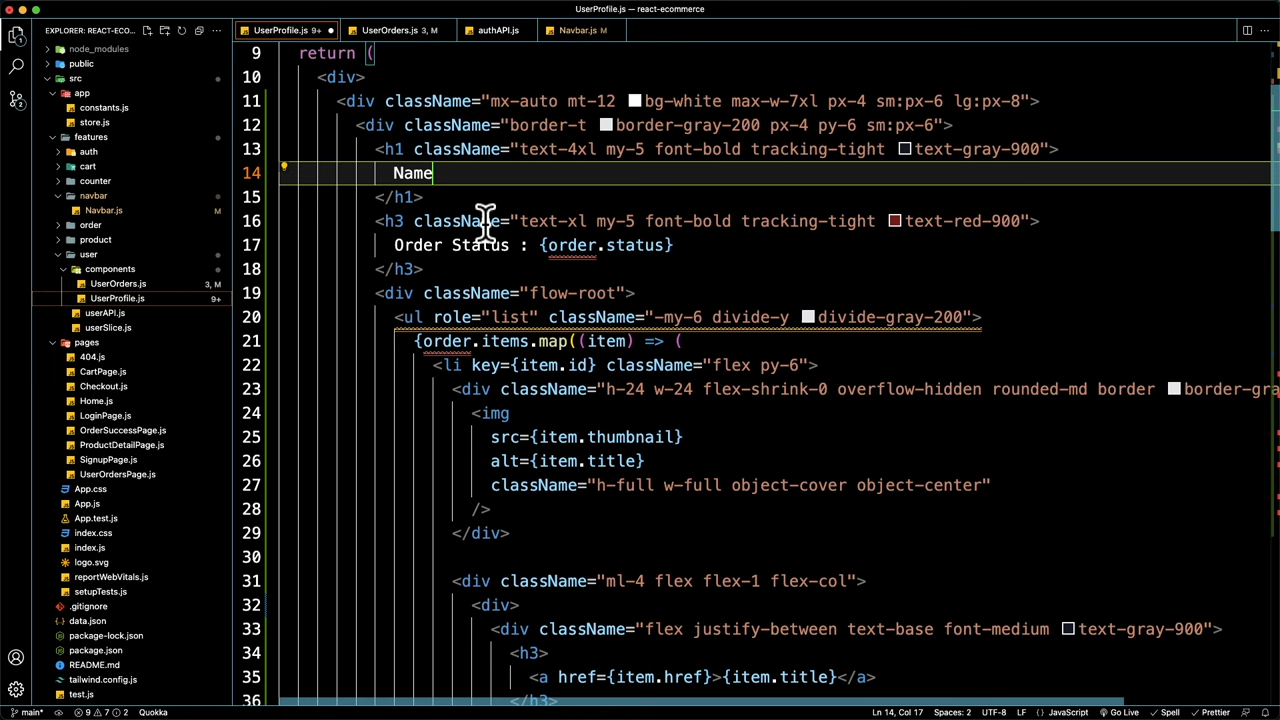 UserProfile.js — react-ecommerce
EXPLORER: REACT-ECO...
UserProfile.js 9+
UserOrders.js 3, M
authAPI.js
Navbar.js M
node_modules
public
src
app
constants.js
store.js
features
auth
cart
counter
navbar
Navbar.js M
order
product
user
components
UserOrders.js 3, M
UserProfile.js 9+
userAPI.js
userSlice.js
pages
404.js
CartPage.js
Checkout.js
Home.js
LoginPage.js
OrderSuccessPage.js
ProductDetailPage.js
SignupPage.js
UserOrdersPage.js
App.css
App.js
App.test.js
index.css
index.js
logo.svg
reportWebVitals.js
setupTests.js
.gitignore
data.json
package-lock.json
package.json
README.md
tailwind.config.js
test.js
9 return (
10 <div>
11 <div className="mx-auto mt-12 bg-white max-w-7xl px-4 sm:px-6 lg:px-8">
12 <div className="border-t border-gray-200 px-4 py-6 sm:px-6">
13 <h1 className="text-4xl my-5 font-bold tracking-tight text-gray-900">
14 Name
15 </h1>
16 <h3 className="text-xl my-5 font-bold tracking-tight text-red-900">
17 Order Status : {order.status}
18 </h3>
19 <div className="flow-root">
20 <ul role="list" className="-my-6 divide-y divide-gray-200">
21 {order.items.map((item) => (
22 <li key={item.id} className="flex py-6">
23 <div className="h-24 w-24 flex-shrink-0 overflow-hidden rounded-md border border-gra
24 <img
25 src={item.thumbnail}
26 alt={item.title}
27 className="h-full w-full object-cover object-center"
28 />
29 </div>
30
31 <div className="ml-4 flex flex-1 flex-col">
32 <div>
33 <div className="flex justify-between text-base font-medium text-gray-900">
34 <h3>
35 <a href={item.href}>{item.title}</a>
36 </h3>
main* 9 7 2 Quokka Ln 14, Col 17 Spaces: 2 UTF-8 LF {} JavaScript Go Live Spell Prettier